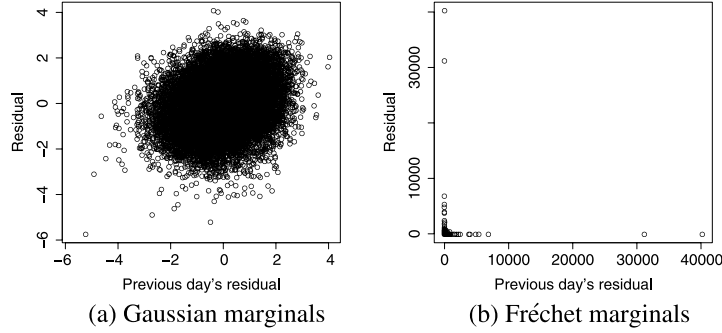 4
2
0
−2
−4
−6
Residual
−6 −4 −2 0 2 4
Previous day's residual
(a) Gaussian marginals
0 10000 30000
Residual
0 10000 20000 30000 40000
Previous day's residual
(b) Fréchet marginals